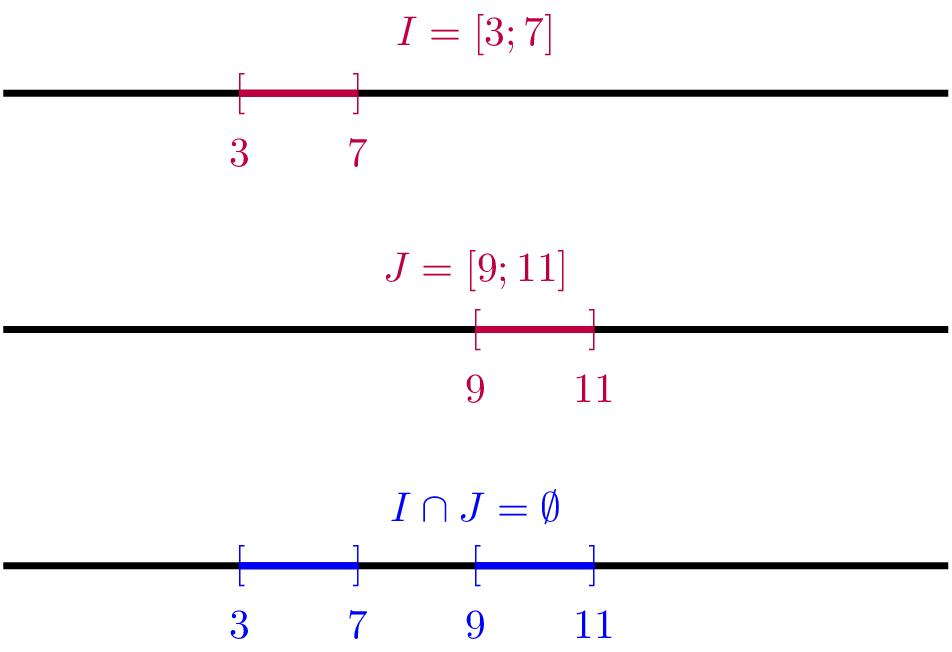 I = [3; 7]
[ ]
3 7
J = [9; 11]
[ ]
9 11
I ∩ J = ∅
[ ] [ ]
3 7 9 11